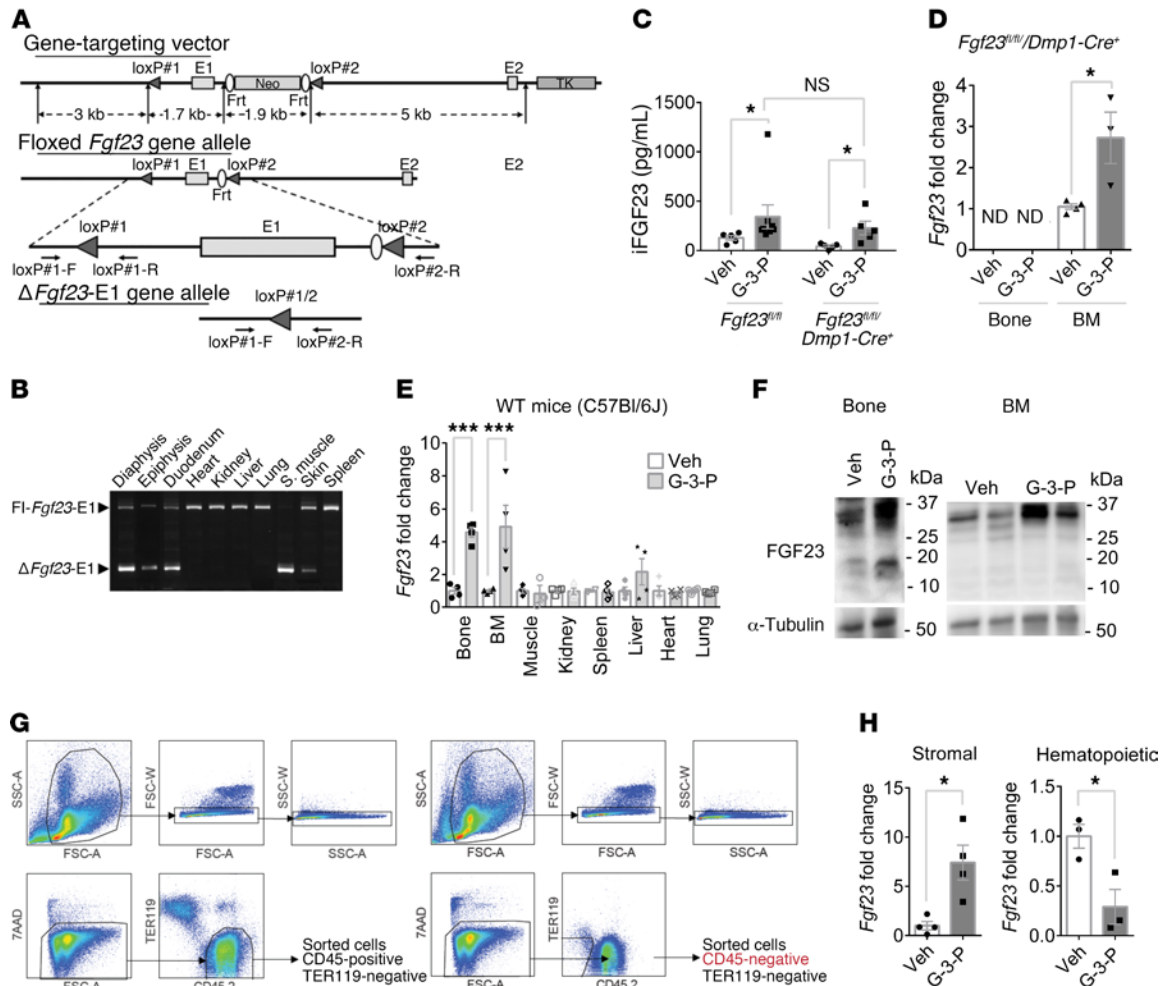 A
Gene-targeting vector
loxP#1 E1 loxP#2 E2
Neo TK
Frt Frt
3 kb 1.7 kb 1.9 kb 5 kb
Floxed Fgf23 gene allele
loxP#1 E1 loxP#2 E2 E2
Frt
loxP#1 E1 loxP#2
loxP#1-F loxP#1-R loxP#2-R
ΔFgf23-E1 gene allele
loxP#1/2
loxP#1-F loxP#2-R
B
Diaphysis Epiphysis Duodenum Heart Kidney Liver Lung S. muscle Skin Spleen
Fl-Fgf23-E1
ΔFgf23-E1
C
iFGF23 (pg/mL)
1500
1000
500
0
* NS *
Veh G-3-P Veh G-3-P
Fgf23fl/fl Fgf23fl/fl/
Dmp1-Cre+
D
Fgf23fl/fl/Dmp1-Cre+
Fgf23 fold change
4
3
2
1
0
*
ND ND
Veh G-3-P Veh G-3-P
Bone BM
E
WT mice (C57Bl/6J)
Fgf23 fold change
10
8
6
4
2
0
*** ***
Veh
G-3-P
Bone BM Muscle Kidney Spleen Liver Heart Lung
F
Bone BM
Veh G-3-P kDa Veh G-3-P kDa
FGF23
- 37
- 20
- 15
- 10
- 37
- 25
- 20
- 15
- 10
α-Tubulin - 50 - 50
G
SSC-A FSC-W SSC-W SSC-A FSC-W SSC-W
FSC-A FSC-A SSC-A FSC-A FSC-A SSC-A
7AAD TER119 7AAD TER119
Sorted cells
CD45-positive
TER119-negative
Sorted cells
CD45-negative
TER119-negative
FSC-A CD45.2 FSC-A CD45.2
H
Stromal Hematopoietic
Fgf23 fold change
15
10
5
0
*
Veh G-3-P
Fgf23 fold change
1.5
1.0
0.5
0.0
*
Veh G-3-P